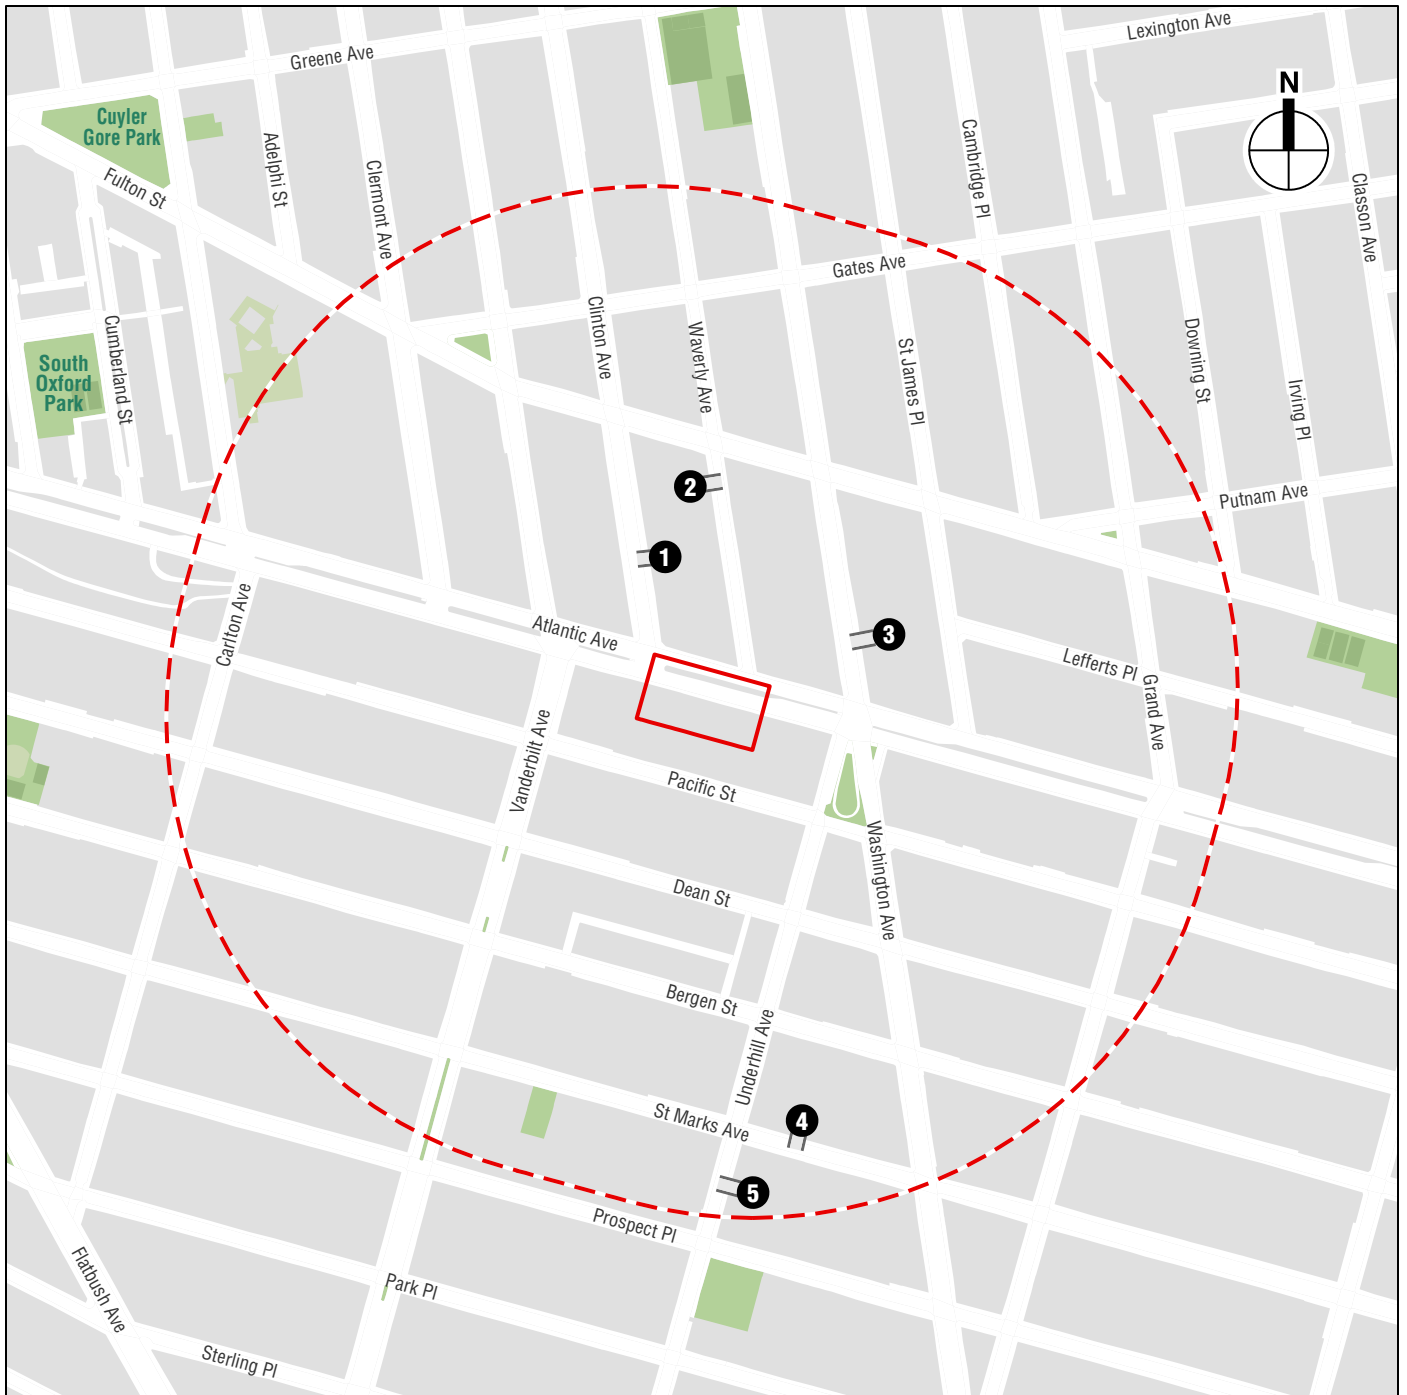 Lexington Ave
Greene Ave
N
Cuyler
Gore Park
Adelphi St
Cambridge Pl
Clermont Ave
Fulton St
Classon Ave
Gates Ave
Clinton Ave
Waverly Ave
Cumberland St
St James Pl
Downing St
South
Oxford
Park
Irving Pl
2
Putnam Ave
1
Carlton Ave
Atlantic Ave
3
Lefferts Pl
Grand Ave
Vanderbilt Ave
Pacific St
Washington Ave
Dean St
Bergen St
Underhill Ave
St Marks Ave
4
5
Prospect Pl
Flatbush Ave
Park Pl
Sterling Pl